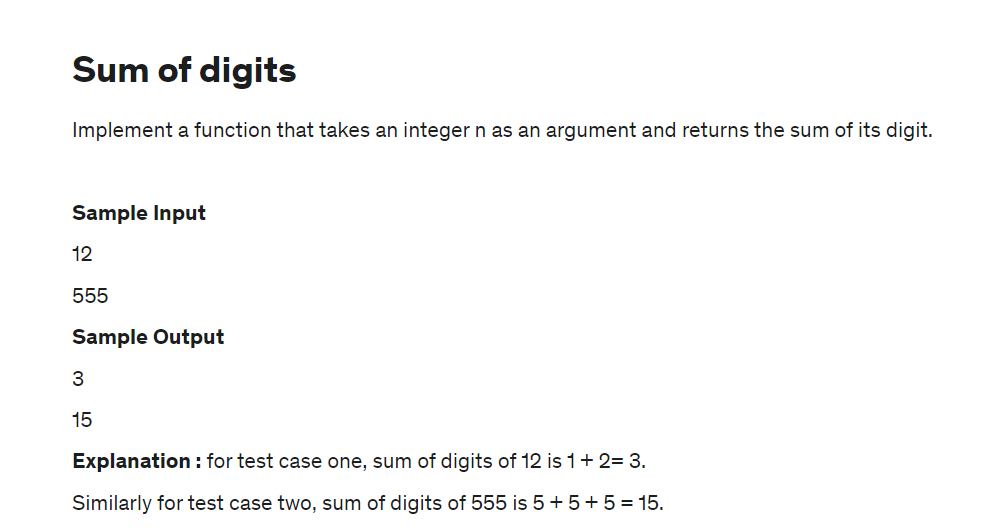 Sum of digits
Implement a function that takes an integer n as an argument and returns the sum of its digit.
Sample Input
12
555
Sample Output
3
15
Explanation : for test case one, sum of digits of 12 is 1 + 2= 3.
Similarly for test case two, sum of digits of 555 is 5 + 5 + 5 = 15.